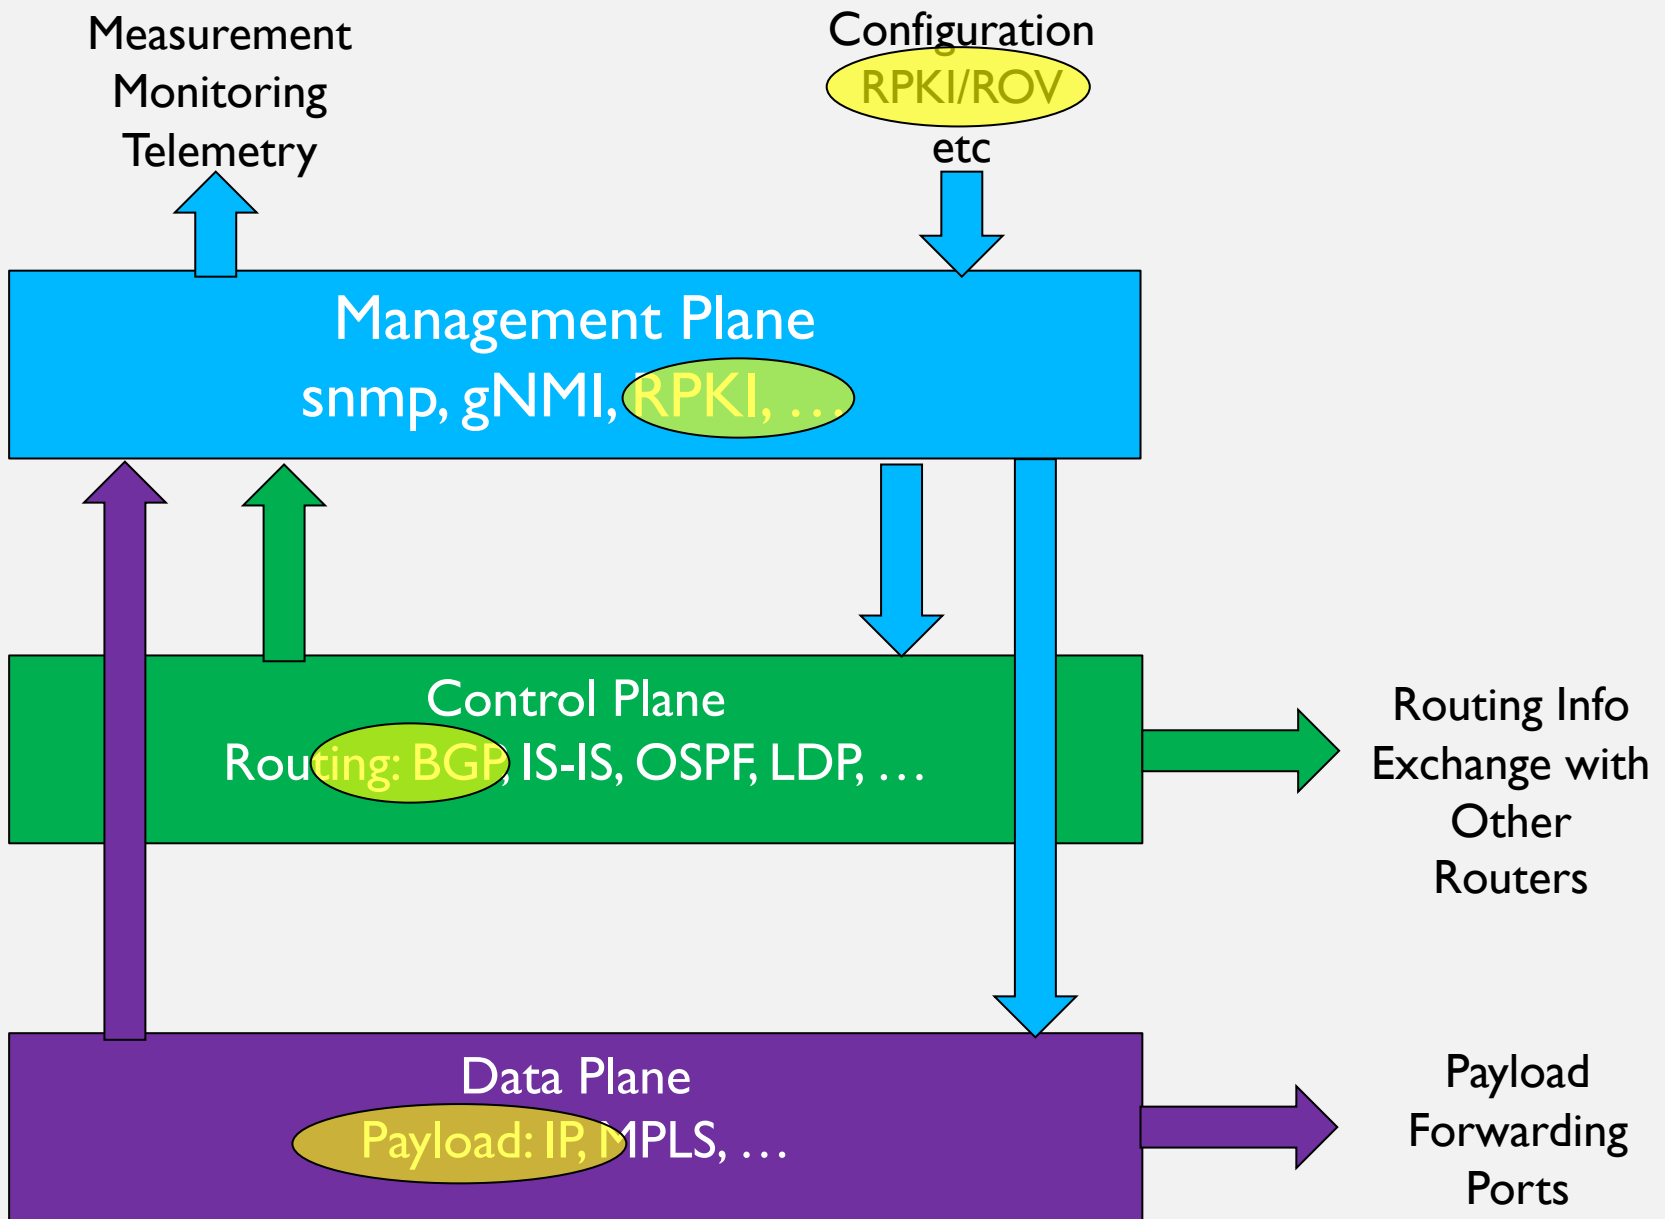 Measurement
Monitoring
Telemetry
Configuration
RPKI/ROV
etc
Management Plane
snmp, gNMI, RPKI, …
Control Plane
Routing: BGP, IS-IS, OSPF, LDP, …
Routing Info
Exchange with
Other
Routers
Data Plane
Payload: IP, MPLS, …
Payload
Forwarding
Ports